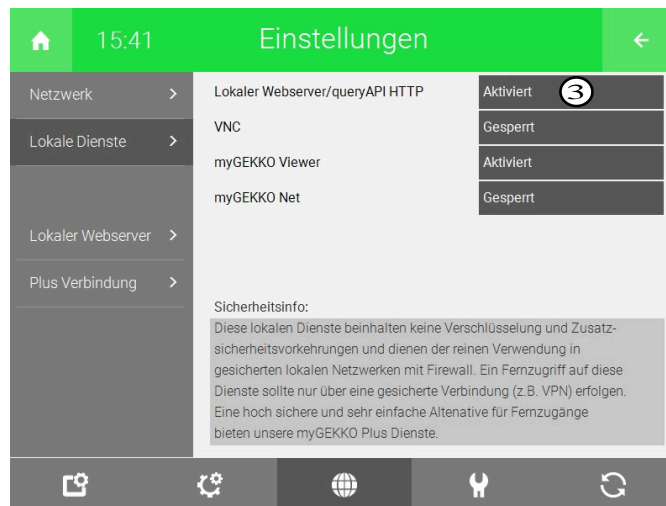 15:41
Einstellungen
Netzwerk
Lokale Dienste
Lokaler Webserver
Plus Verbindung
Lokaler Webserver/queryAPI HTTP Aktiviert 3
VNC Gesperrt
myGEKKO Viewer Aktiviert
myGEKKO Net Gesperrt
Sicherheitsinfo:
Diese lokalen Dienste beinhalten keine Verschlüsselung und Zusatz-
sicherheitsvorkehrungen und dienen der reinen Verwendung in
gesicherten lokalen Netzwerken mit Firewall. Ein Fernzugriff auf diese
Dienste sollte nur über eine gesicherte Verbindung (z.B. VPN) erfolgen.
Eine hoch sichere und sehr einfache Altenative für Fernzugänge
bieten unsere myGEKKO Plus Dienste.